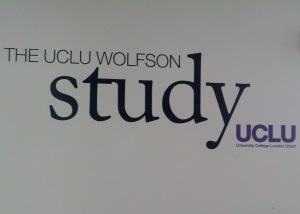 THE UCLU WOLFSON
study
UCLU
University College London Union